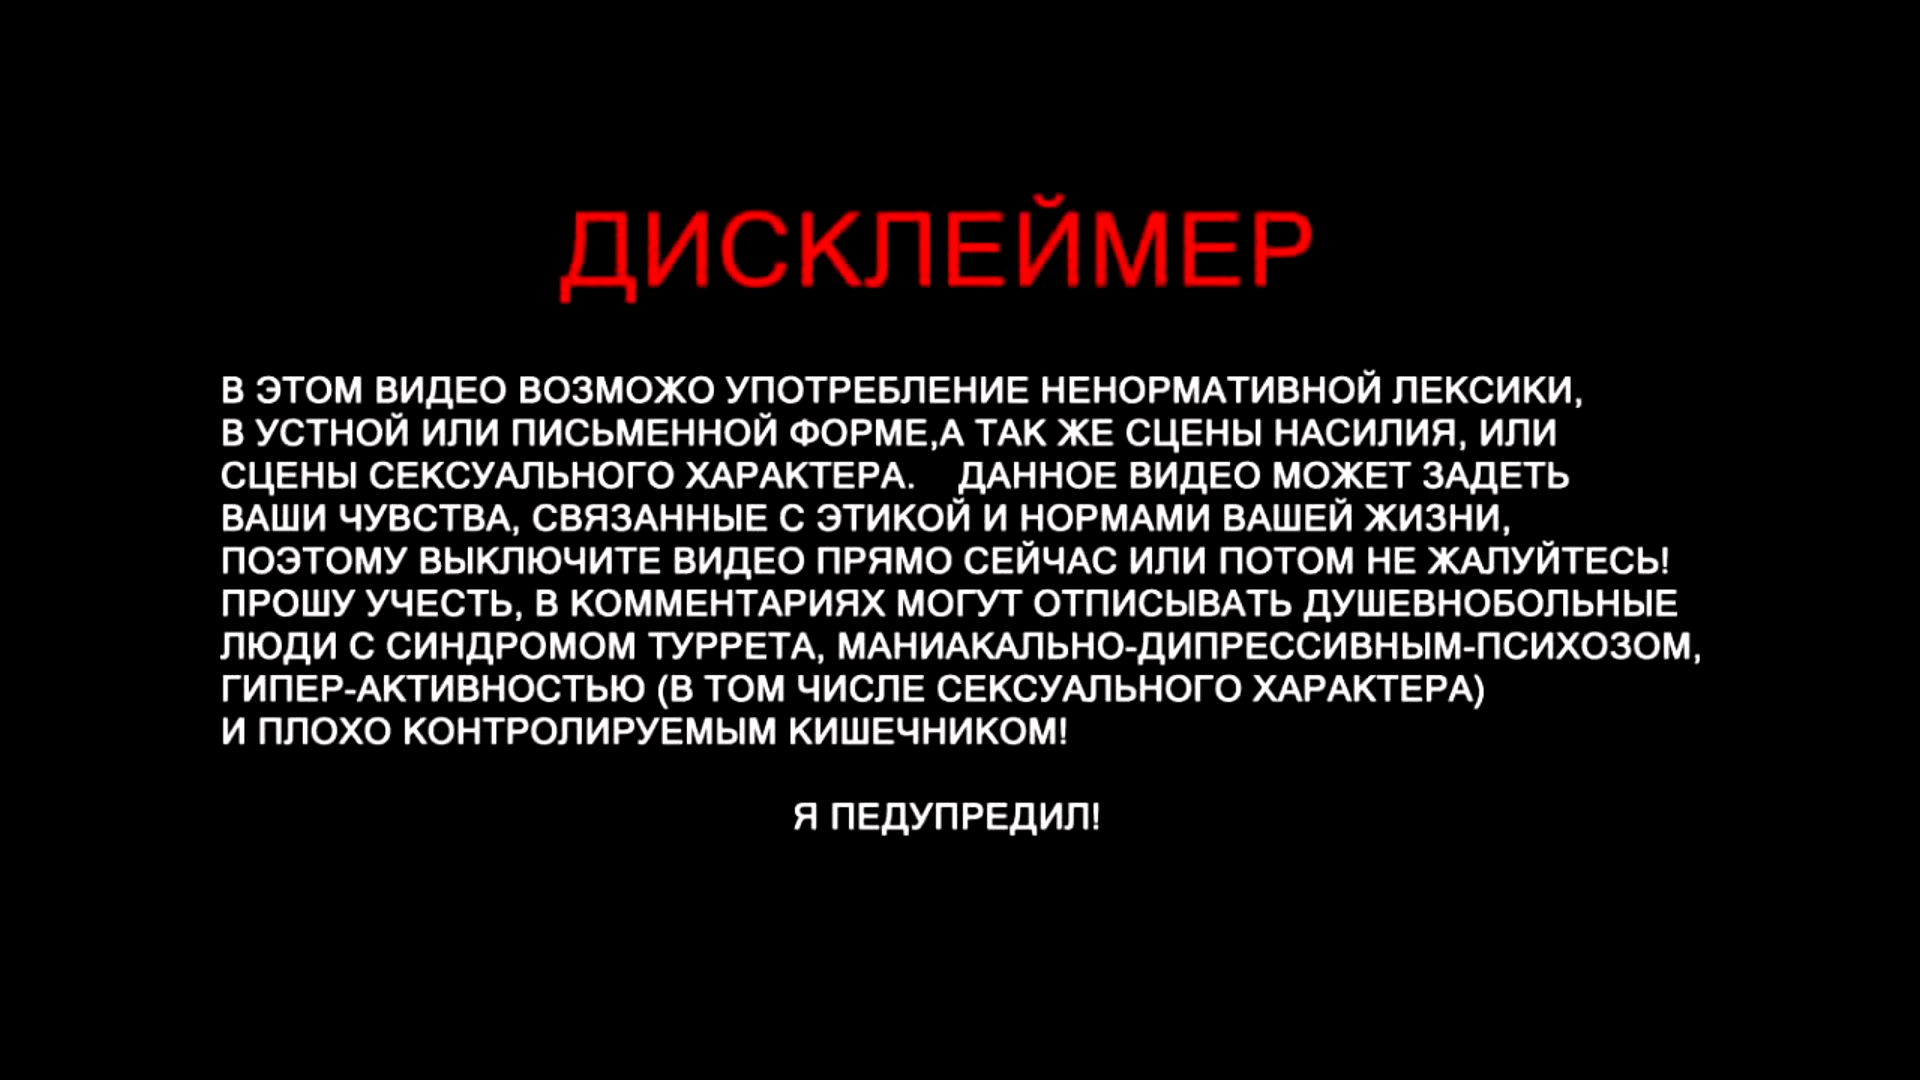 ДИСКЛЕЙМЕР
В ЭТОМ ВИДЕО ВОЗМОЖО УПОТРЕБЛЕНИЕ НЕНОРМАТИВНОЙ ЛЕКСИКИ,
В УСТНОЙ ИЛИ ПИСЬМЕННОЙ ФОРМЕ,А ТАК ЖЕ СЦЕНЫ НАСИЛИЯ, ИЛИ
СЦЕНЫ СЕКСУАЛЬНОГО ХАРАКТЕРА. ДАННОЕ ВИДЕО МОЖЕТ ЗАДЕТЬ
ВАШИ ЧУВСТВА, СВЯЗАННЫЕ С ЭТИКОЙ И НОРМАМИ ВАШЕЙ ЖИЗНИ,
ПОЭТОМУ ВЫКЛЮЧИТЕ ВИДЕО ПРЯМО СЕЙЧАС ИЛИ ПОТОМ НЕ ЖАЛУЙТЕСЬ!
ПРОШУ УЧЕСТЬ, В КОММЕНТАРИЯХ МОГУТ ОТПИСЫВАТЬ ДУШЕВНОБОЛЬНЫЕ
ЛЮДИ С СИНДРОМОМ ТУРРЕТА, МАНИАКАЛЬНО-ДИПРЕССИВНЫМ-ПСИХОЗОМ,
ГИПЕР-АКТИВНОСТЬЮ (В ТОМ ЧИСЛЕ СЕКСУАЛЬНОГО ХАРАКТЕРА)
И ПЛОХО КОНТРОЛИРУЕМЫМ КИШЕЧНИКОМ!
Я ПЕДУПРЕДИЛ!